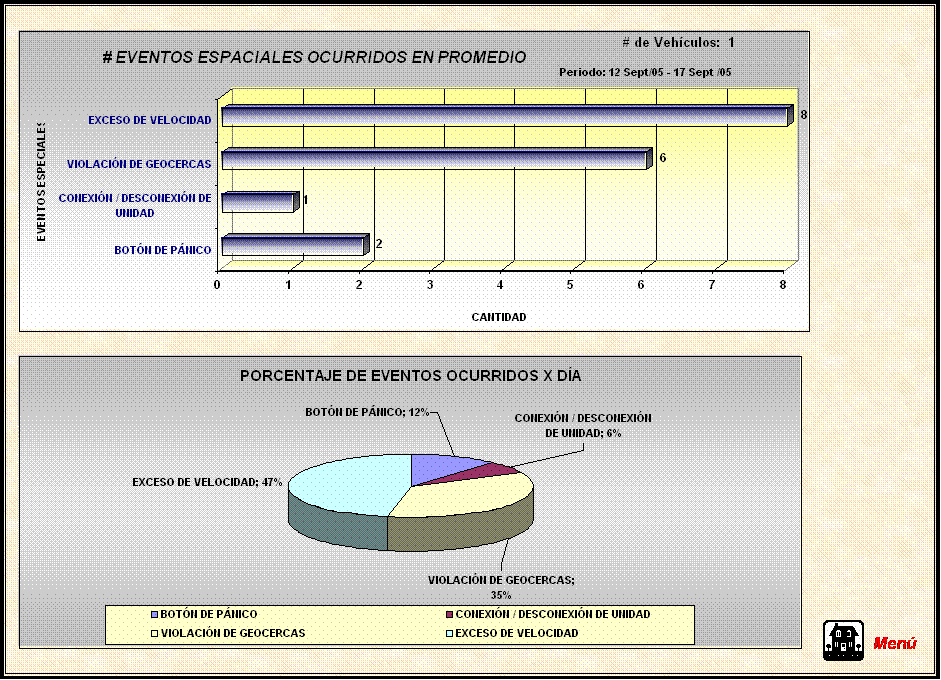 # EVENTOS ESPACIALES OCURRIDOS EN PROMEDIO
# de Vehículos: 1
Periodo: 12 Sept/05 - 17 Sept /05
EVENTOS ESPECIALES
EXCESO DE VELOCIDAD
8
VIOLACIÓN DE GEOCERCAS
6
CONEXIÓN / DESCONEXIÓN DE
UNIDAD
1
BOTÓN DE PÁNICO
2
0 1 2 3 4 5 6 7 8
CANTIDAD
PORCENTAJE DE EVENTOS OCURRIDOS X DÍA
BOTÓN DE PÁNICO; 12%
CONEXIÓN / DESCONEXIÓN
DE UNIDAD; 6%
EXCESO DE VELOCIDAD; 47%
VIOLACIÓN DE GEOCERCAS;
35%
BOTÓN DE PÁNICO
CONEXIÓN / DESCONEXIÓN DE UNIDAD
VIOLACIÓN DE GEOCERCAS
EXCESO DE VELOCIDAD
Menú